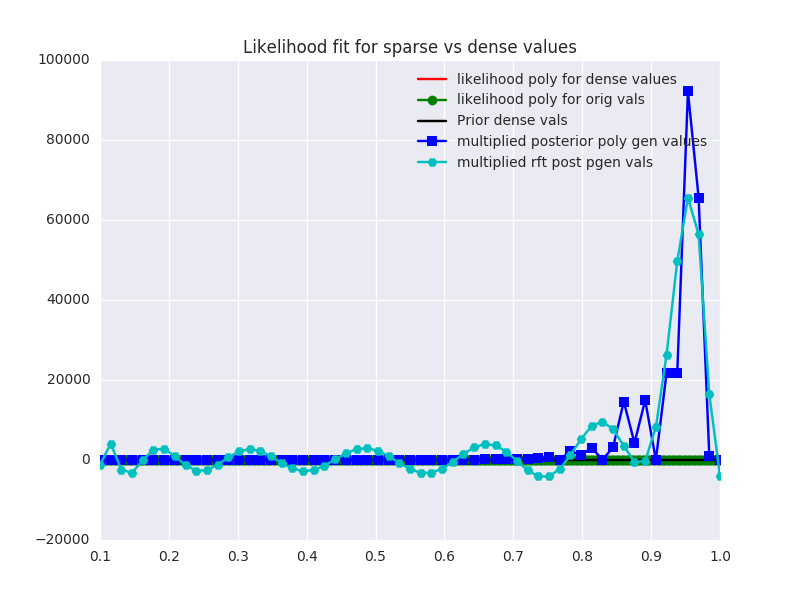 Likelihood fit for sparse vs dense values
100000
80000
60000
40000
20000
0
−20000
likelihood poly for dense values
likelihood poly for orig vals
Prior dense vals
multiplied posterior poly gen values
multiplied rft post pgen vals
0.1 0.2 0.3 0.4 0.5 0.6 0.7 0.8 0.9 1.0